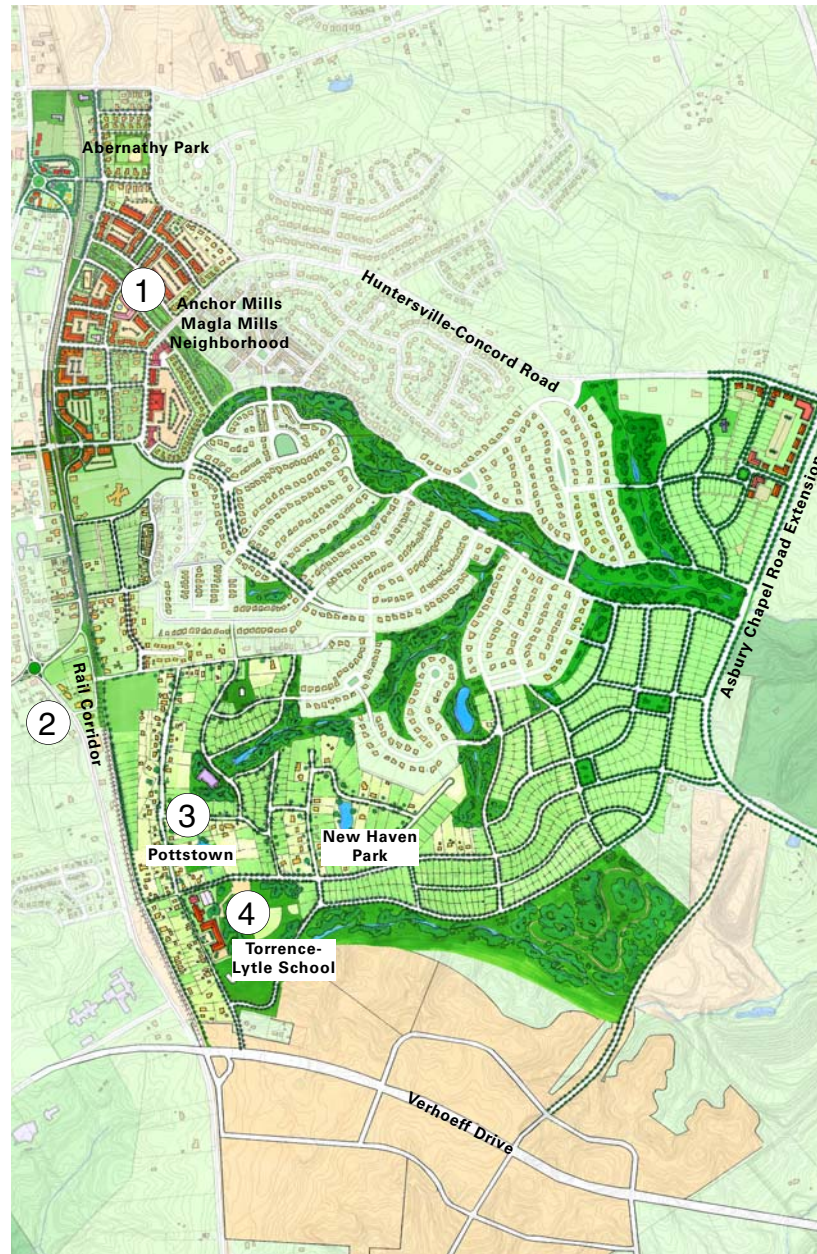 Abernathy Park
1
Anchor Mills
Magla Mills
Neighborhood
Huntersville-Concord Road
Asbury Chapel Road Extension
Rail Corridor
2
3
Pottstown
New Haven
Park
4
Torrence-
Lytle School
Verhoeff Drive